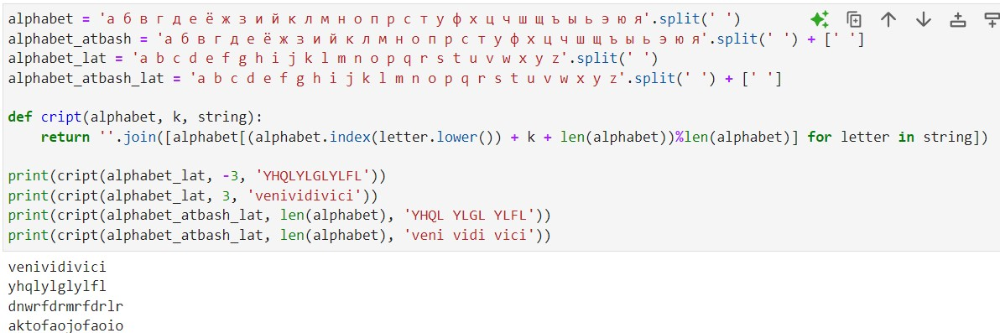 alphabet = 'а б в г д е ё ж з и й к л м н о п р с т у ф х ц ч ш щ ъ ы ь э ю я'.split(' ')
alphabet_atbash = 'а б в г д е ё ж з и й к л м н о п р с т у ф х ц ч ш щ ъ ы ь э ю я'.split(' ') + [' ']
alphabet_lat = 'a b c d e f g h i j k l m n o p q r s t u v w x y z'.split(' ')
alphabet_atbash_lat = 'a b c d e f g h i j k l m n o p q r s t u v w x y z'.split(' ') + [' ']
def cript(alphabet, k, string):
    return ''.join([alphabet[(alphabet.index(letter.lower()) + k + len(alphabet))%len(alphabet)] for letter in string])
print(cript(alphabet_lat, -3, 'YHQLYLGLYLFL'))
print(cript(alphabet_lat, 3, 'venividivici'))
print(cript(alphabet_atbash_lat, len(alphabet), 'YHQL YLGL YLFL'))
print(cript(alphabet_atbash_lat, len(alphabet), 'veni vidi vici'))
venividivici
yhqlylglylfl
dnwrfdrmrfdrlr
aktofaojofaoio